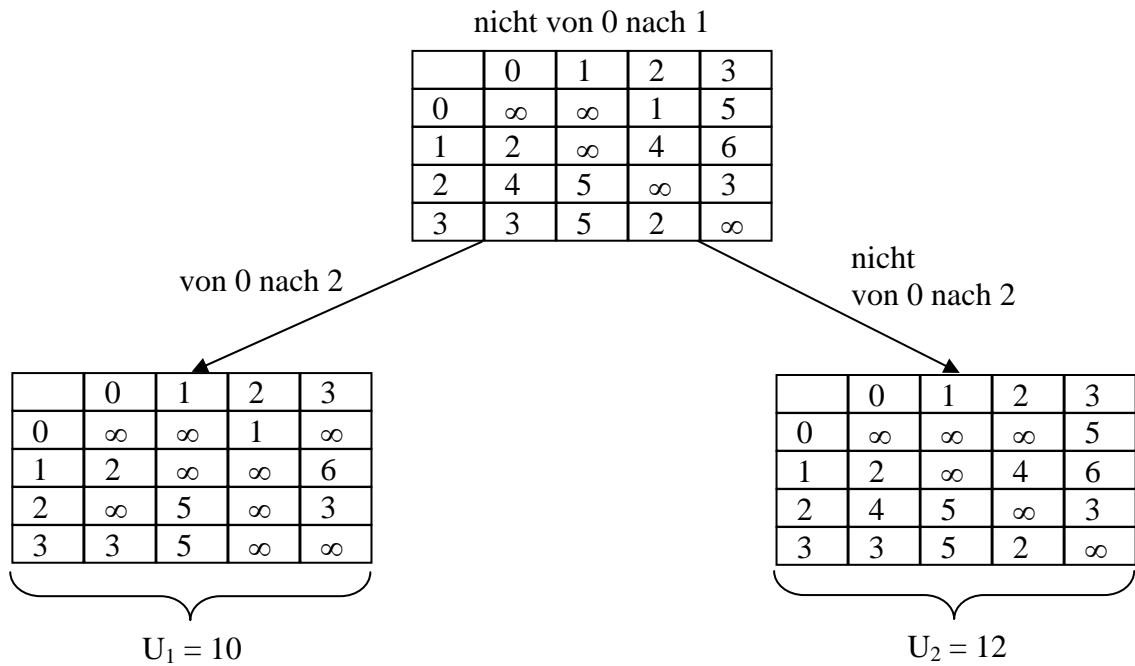 nicht von 0 nach 1
0 1 2 3
0 ∞ ∞ 1 5
1 2 ∞ 4 6
2 4 5 ∞ 3
3 3 5 2 ∞
von 0 nach 2
nicht
von 0 nach 2
0 1 2 3
0 ∞ ∞ 1 ∞
1 2 ∞ ∞ 6
2 ∞ 5 ∞ 3
3 3 5 ∞ ∞
U₁ = 10
0 1 2 3
0 ∞ ∞ ∞ 5
1 2 ∞ 4 6
2 4 5 ∞ 3
3 3 5 2 ∞
U₂ = 12